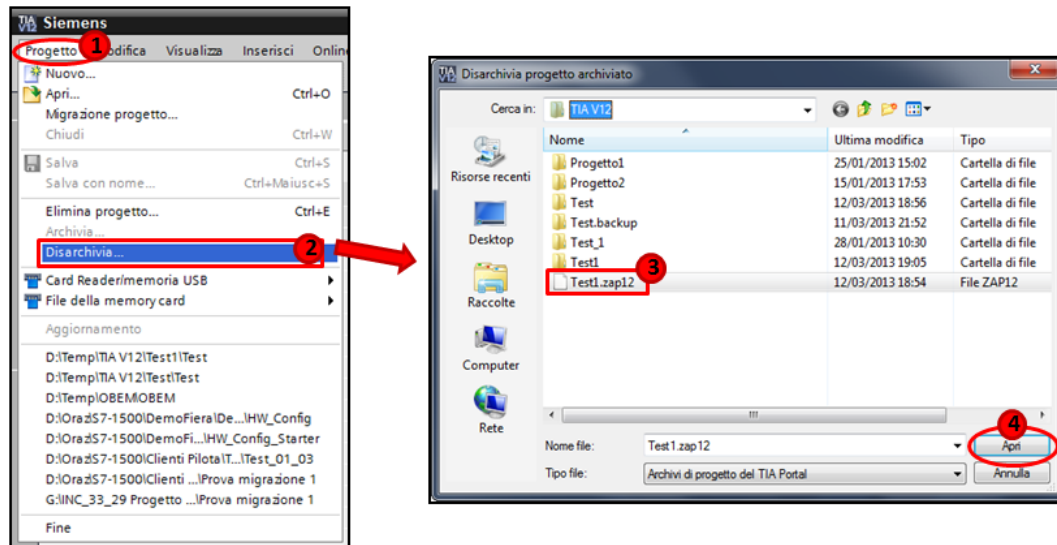 Siemens
Progetto 1 odifica Visualizza Inserisci Online
Nuovo...
Apri... Ctrl+O
Migrazione progetto...
Chiudi Ctrl+W
Salva Ctrl+S
Salva con nome... Ctrl+Maiusc+S
Elimina progetto... Ctrl+E
Archivia...
Disarchivia... 2
Card Reader/memoria USB
File della memory card
Aggiornamento
D:\Temp\TIA V12\Test1\Test
D:\Temp\TIA V12\Test\Test
D:\Temp\OBEM\OBEM
D:\Oraz\S7-1500\DemoFiera\De...\HW_Config
D:\Oraz\S7-1500\DemoFi...\HW_Config_Starter
D:\Oraz\S7-1500\Clienti Pilota\T...\Test_01_03
D:\Oraz\S7-1500\Clienti ...\Prova migrazione 1
G:\INC_33_29 Progetto ...\Prova migrazione 1
Fine
Disarchivia progetto archiviato
Cerca in: TIA V12
Nome Ultima modifica Tipo
Progetto1 25/01/2013 15:02 Cartella di file
Progetto2 15/01/2013 17:53 Cartella di file
Test 12/03/2013 18:56 Cartella di file
Test.backup 11/03/2013 21:52 Cartella di file
Test_1 28/01/2013 10:30 Cartella di file
Test1 12/03/2013 19:05 Cartella di file
3
Test1.zap12 12/03/2013 18:54 File ZAP12
Risorse recenti
Desktop
Raccolte
Computer
Rete
4
Nome file: Test1.zap12 Apri
Tipo file: Archivi di progetto del TIA Portal Annulla